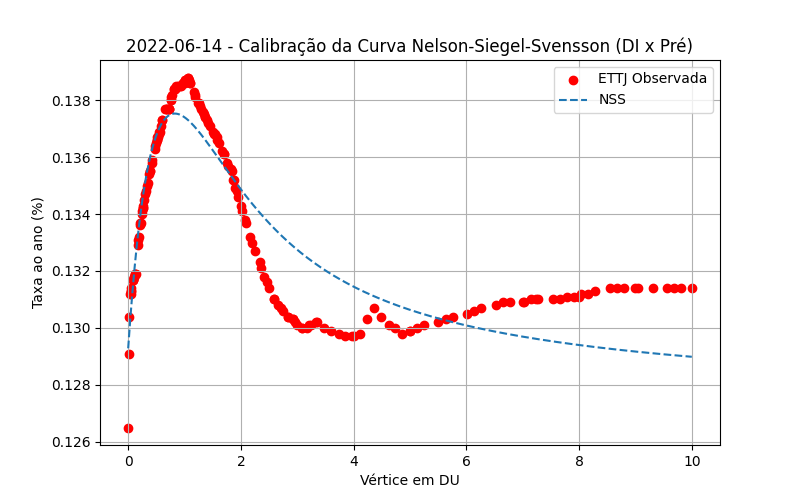 2022-06-14 - Calibração da Curva Nelson-Siegel-Svensson (DI x Pré)
ETTJ Observada
NSS
Taxa ao ano (%)
0.138
0.136
0.134
0.132
0.130
0.128
0.126
0 2 4 6 8 10
Vértice em DU